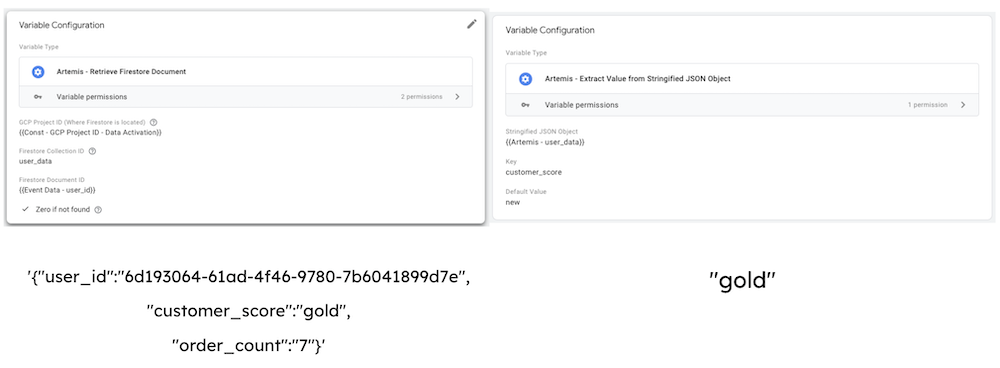 Variable Configuration
Variable Type
Artemis - Retrieve Firestore Document
Variable permissions
2 permissions
GCP Project ID (Where Firestore is located)
{{Const - GCP Project ID - Data Activation}}
Firestore Collection ID
user_data
Firestore Document ID
{{Event Data - user_id}}
Zero if not found
Variable Configuration
Variable Type
Artemis - Extract Value from Stringified JSON Object
Variable permissions
1 permission
Stringified JSON Object
{{Artemis - user_data}}
Key
customer_score
Default Value
new
'{"user_id":"6d193064-61ad-4f46-9780-7b6041899d7e",
"customer_score":"gold",
"order_count":"7"}'
"gold"